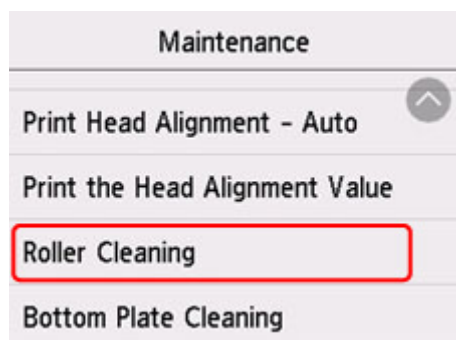 Maintenance
Print Head Alignment - Auto
Print the Head Alignment Value
Roller Cleaning
Bottom Plate Cleaning